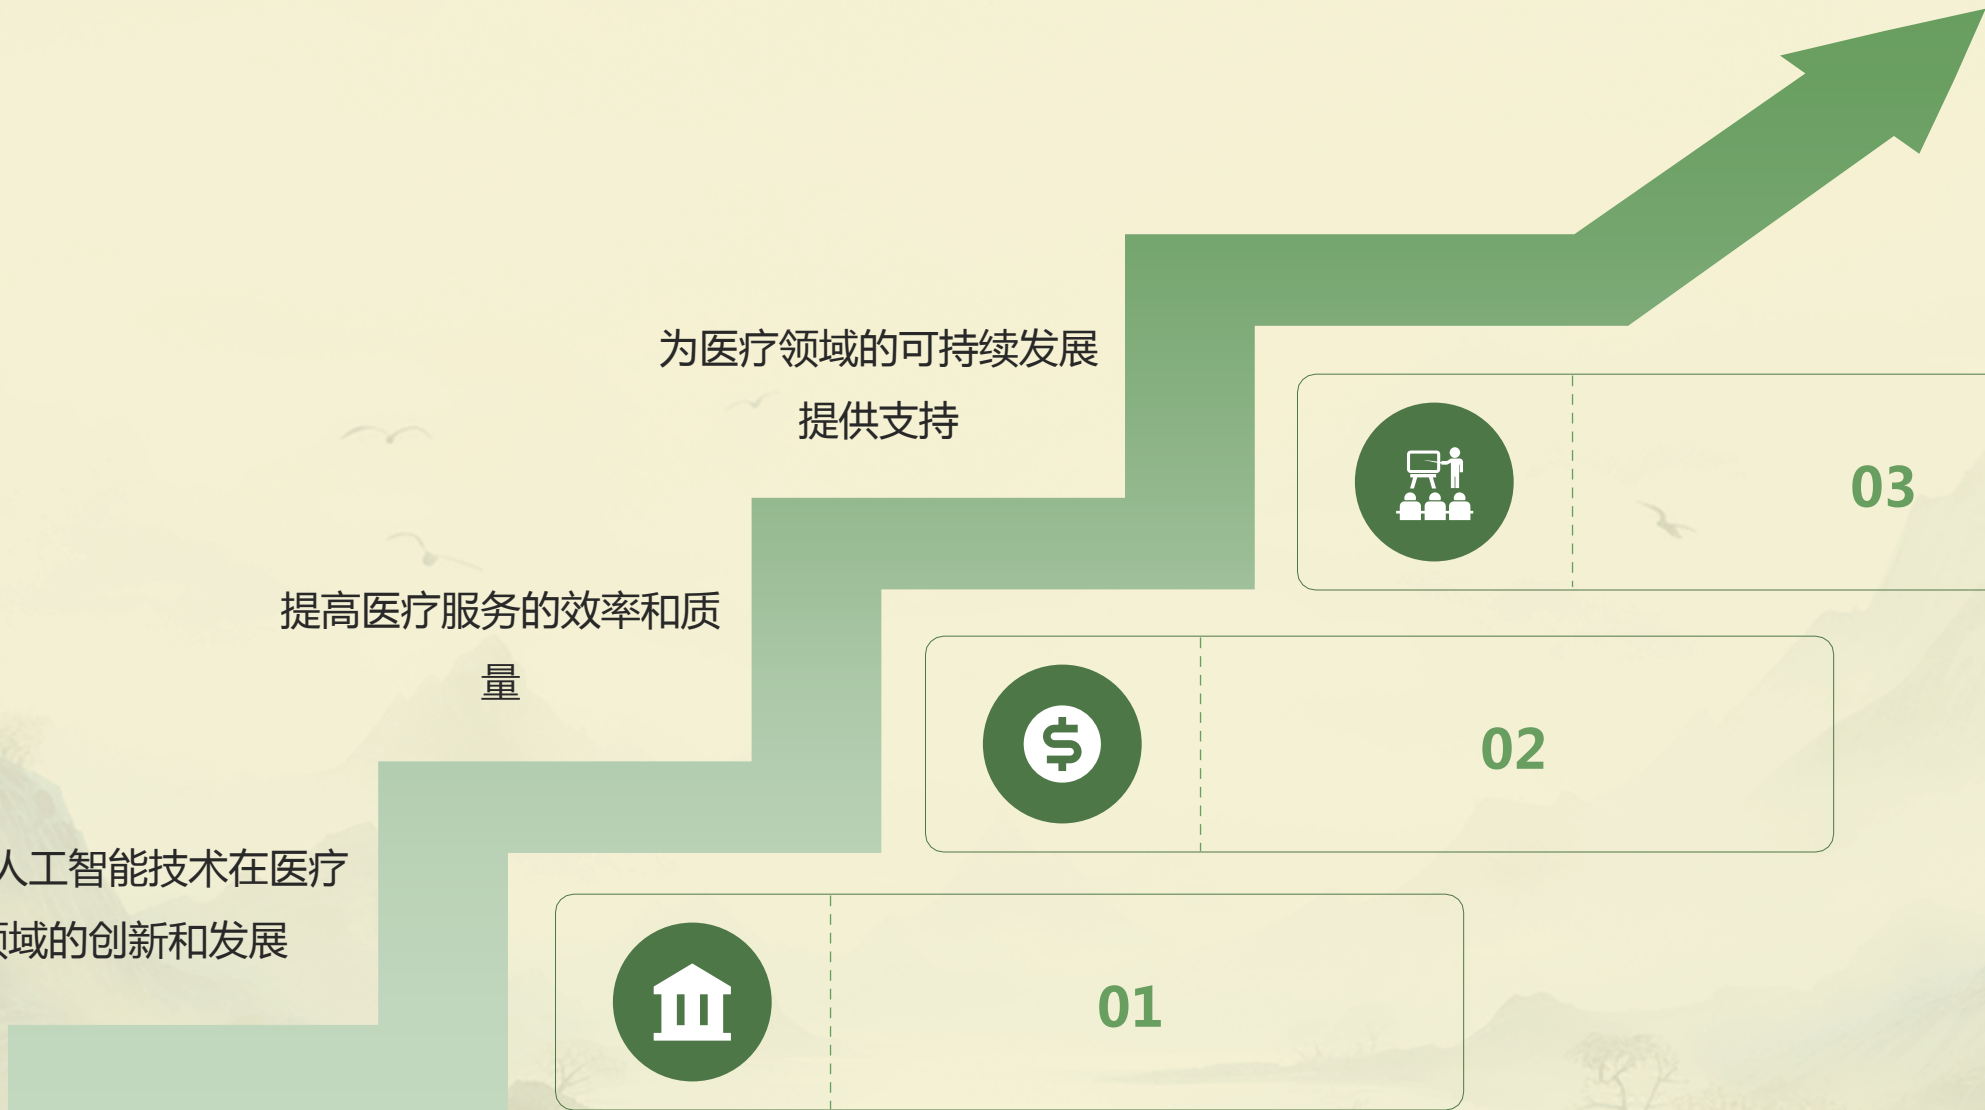 为医疗领域的可持续发展
提供支持
03
提高医疗服务的效率和质
量
02
人工智能技术在医疗
领域的创新和发展
01